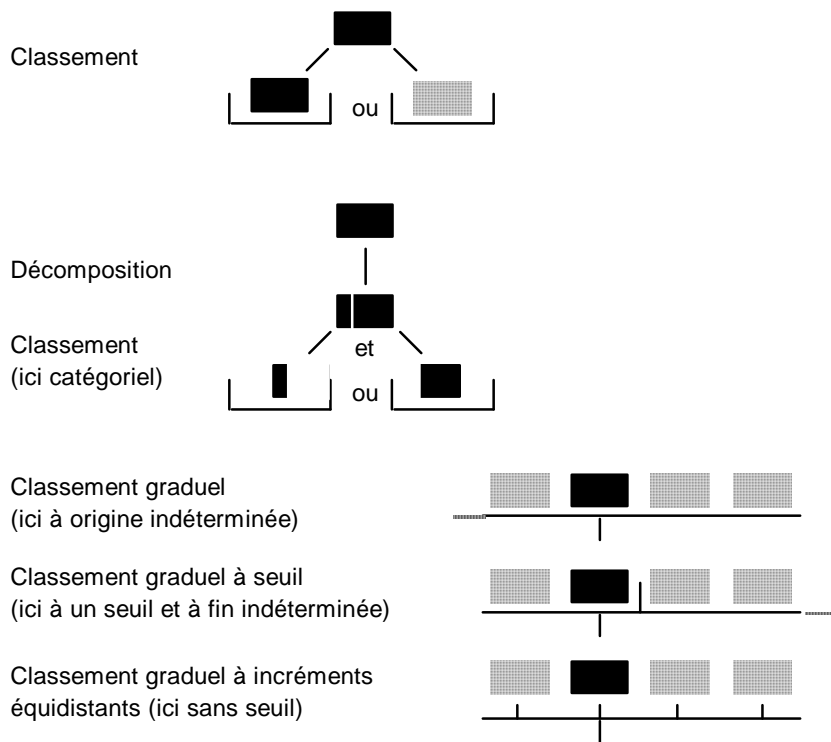 Classement
ou
Décomposition
Classement
(ici catégoriel)
et
ou
Classement graduel
(ici à origine indéterminée)
Classement graduel à seuil
(ici à un seuil et à fin indéterminée)
Classement graduel à incréments
équidistants (ici sans seuil)